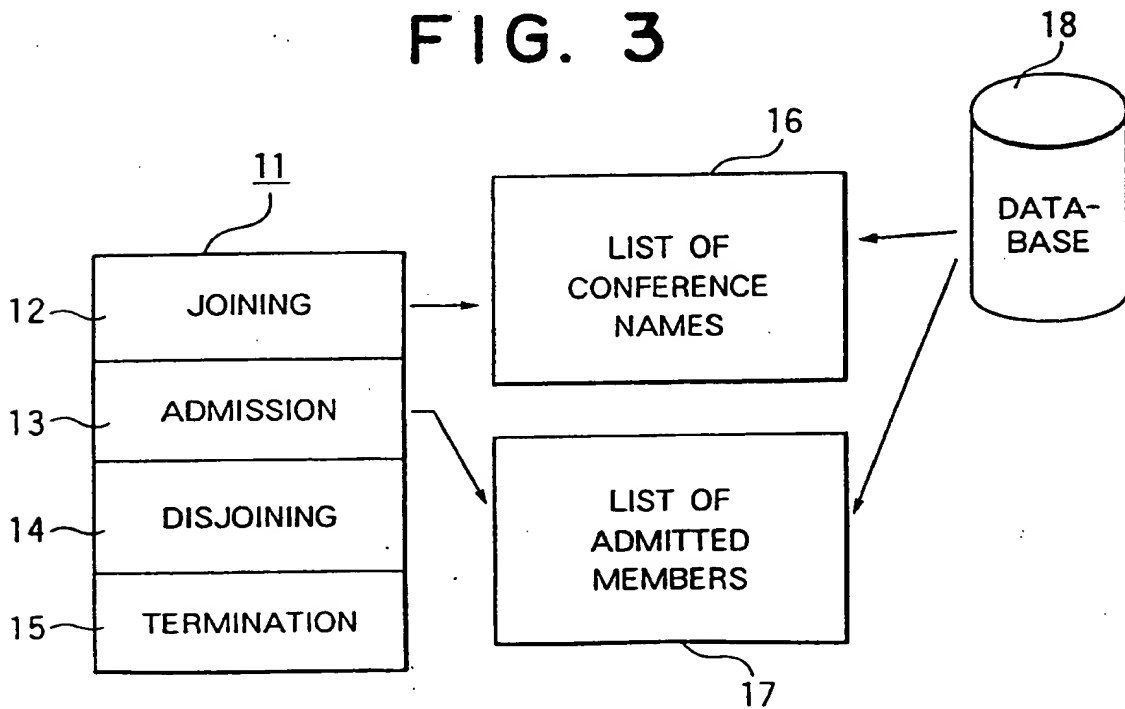 FIG. 3
18
16
11
DATA-
BASE
LIST OF
CONFERENCE
NAMES
12
JOINING
13
ADMISSION
14
DISJOINING
15
TERMINATION
LIST OF
ADMITTED
MEMBERS
17